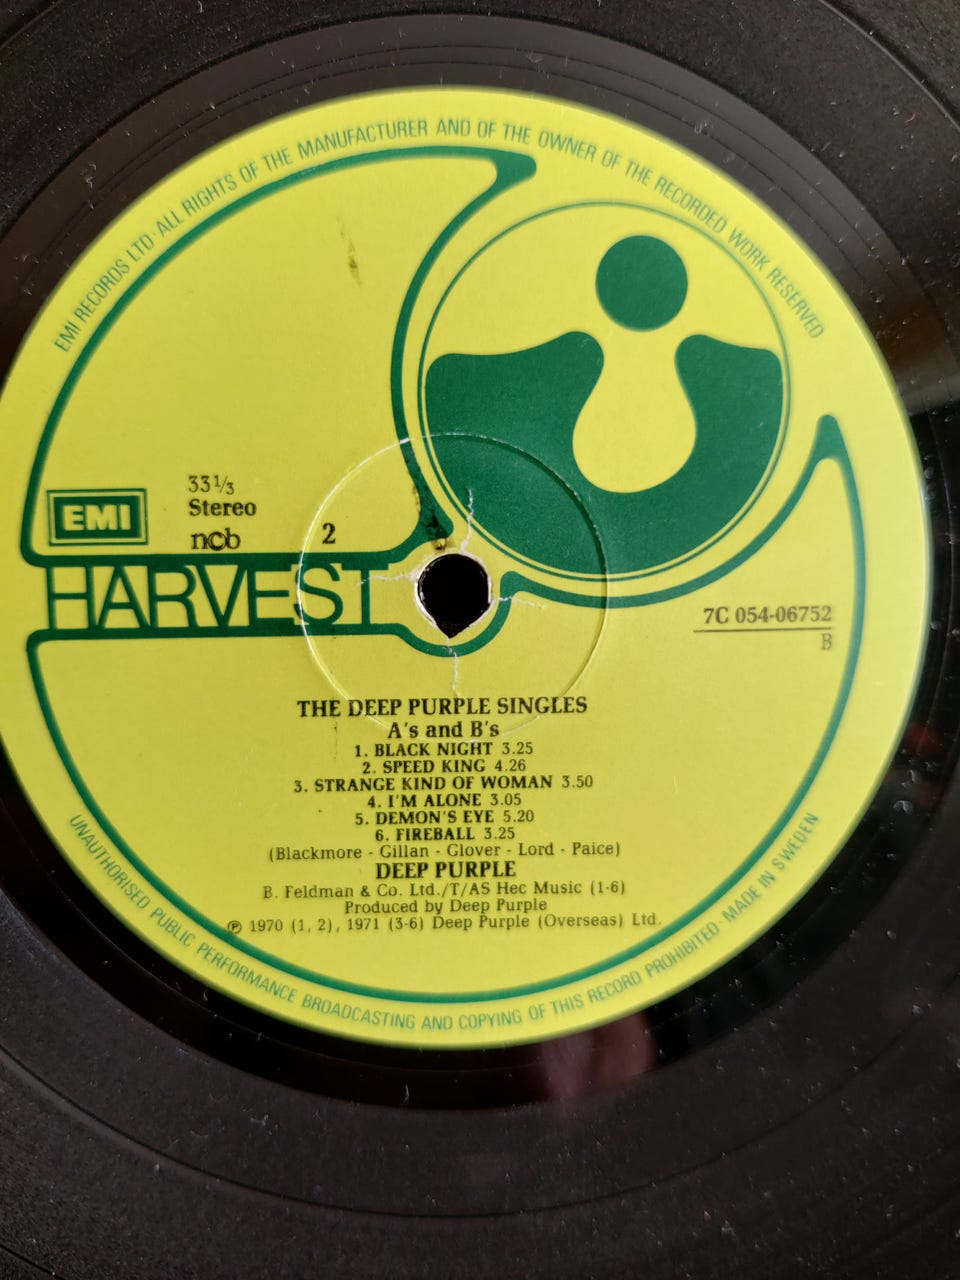 EMI RECORDS LTD · ALL RIGHTS OF THE MANUFACTURER AND OF THE OWNER OF THE RECORDED WORK RESERVED
EMI
33⅓
Stereo
ncb
2
HARVEST
7C 054-06752
B
THE DEEP PURPLE SINGLES
A's and B's
1. BLACK NIGHT 3.25
2. SPEED KING 4.26
3. STRANGE KIND OF WOMAN 3.50
4. I'M ALONE 3.05
5. DEMON'S EYE 5.20
6. FIREBALL 3.25
(Blackmore - Gillan - Glover - Lord - Paice)
DEEP PURPLE
B. Feldman & Co. Ltd./T/AS Hec Music (1-6)
Produced by Deep Purple
℗ 1970 (1, 2), 1971 (3-6) Deep Purple (Overseas) Ltd.
UNAUTHORISED PUBLIC PERFORMANCE BROADCASTING AND COPYING OF THIS RECORD PROHIBITED · MADE IN SWEDEN